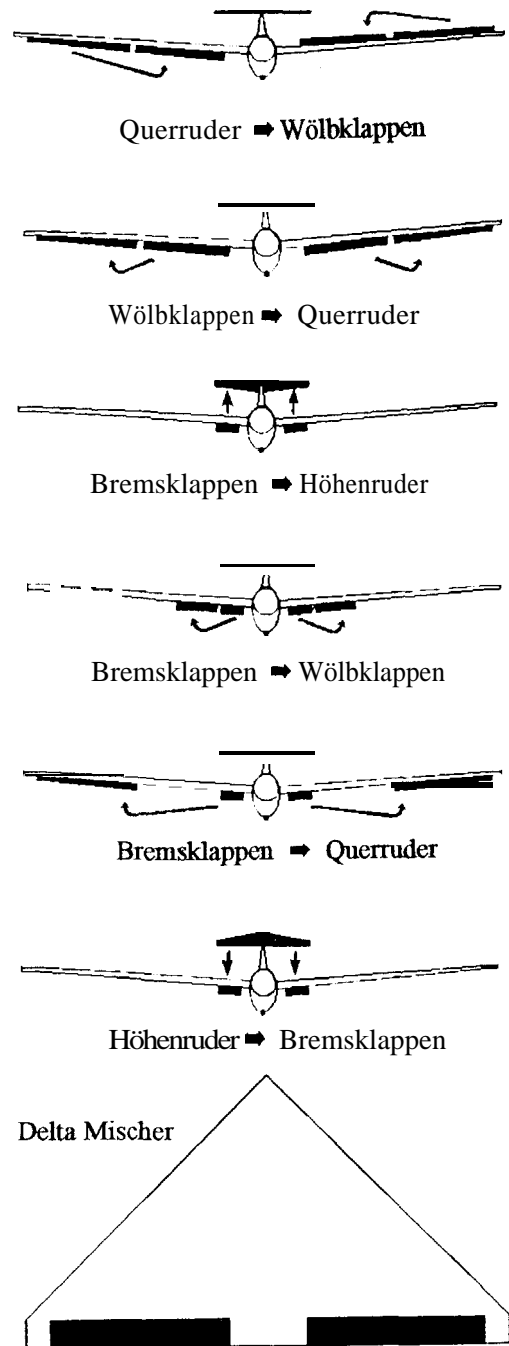 Querruder ➡ Wölbklappen
Wölbklappen ➡ Querruder
Bremsklappen ➡ Höhenruder
Bremsklappen ➡ Wölbklappen
Bremsklappen ➡ Querruder
Höhenruder ➡ Bremsklappen
Delta Mischer